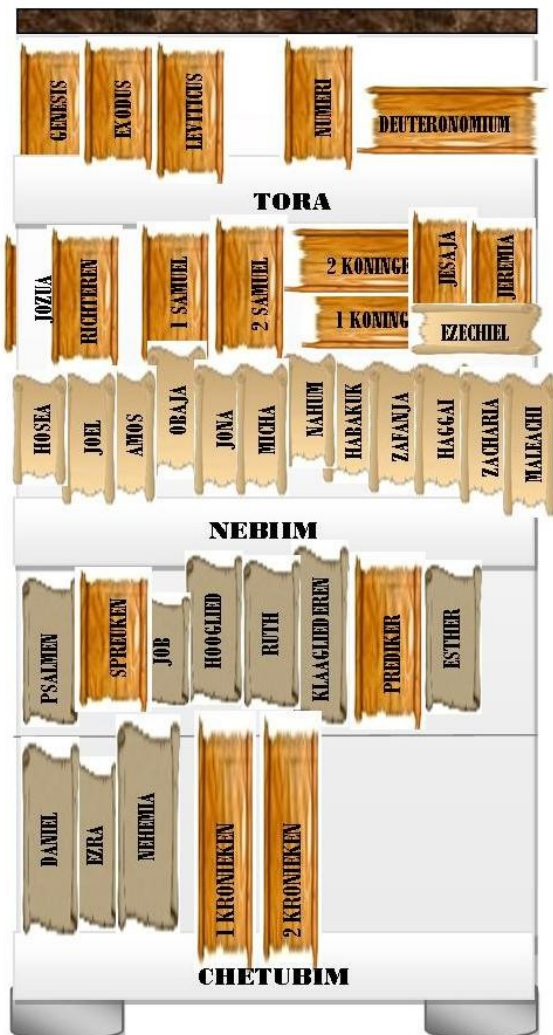 GENESIS
EXODUS
LEVITICUS
NUMERI
DEUTERONOMIUM
TORA
JOZUA
RICHTEREN
1 SAMUEL
2 SAMUEL
2 KONINGE
1 KONING
JESAJA
JEREMIA
EZECHIEL
HOSEA
JOEL
AMOS
OBAJA
JONA
MICHA
NAHUM
HABAKUK
ZAFANJA
HAGGAI
ZACHARIA
MALEACHI
NEBIIM
PSALMEN
SPREUKEN
JOB
HOOGLIED
RUTH
KLAAGLIEDEREN
PREDIKER
ESTHER
DANIEL
EZRA
NEHEMIA
1 KRONIEKEN
2 KRONIEKEN
CHETUBIM